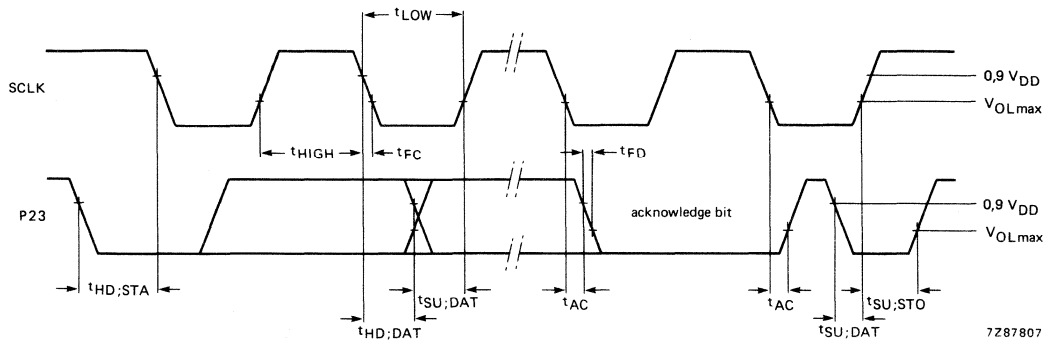 tLOW
SCLK
0,9 VDD
VOLmax
tHIGH
tFC
tFD
P23
acknowledge bit
0,9 VDD
VOLmax
tHD;STA
tSU;DAT
tAC
tAC
tSU;STO
tHD;DAT
tSU;DAT
7Z87807